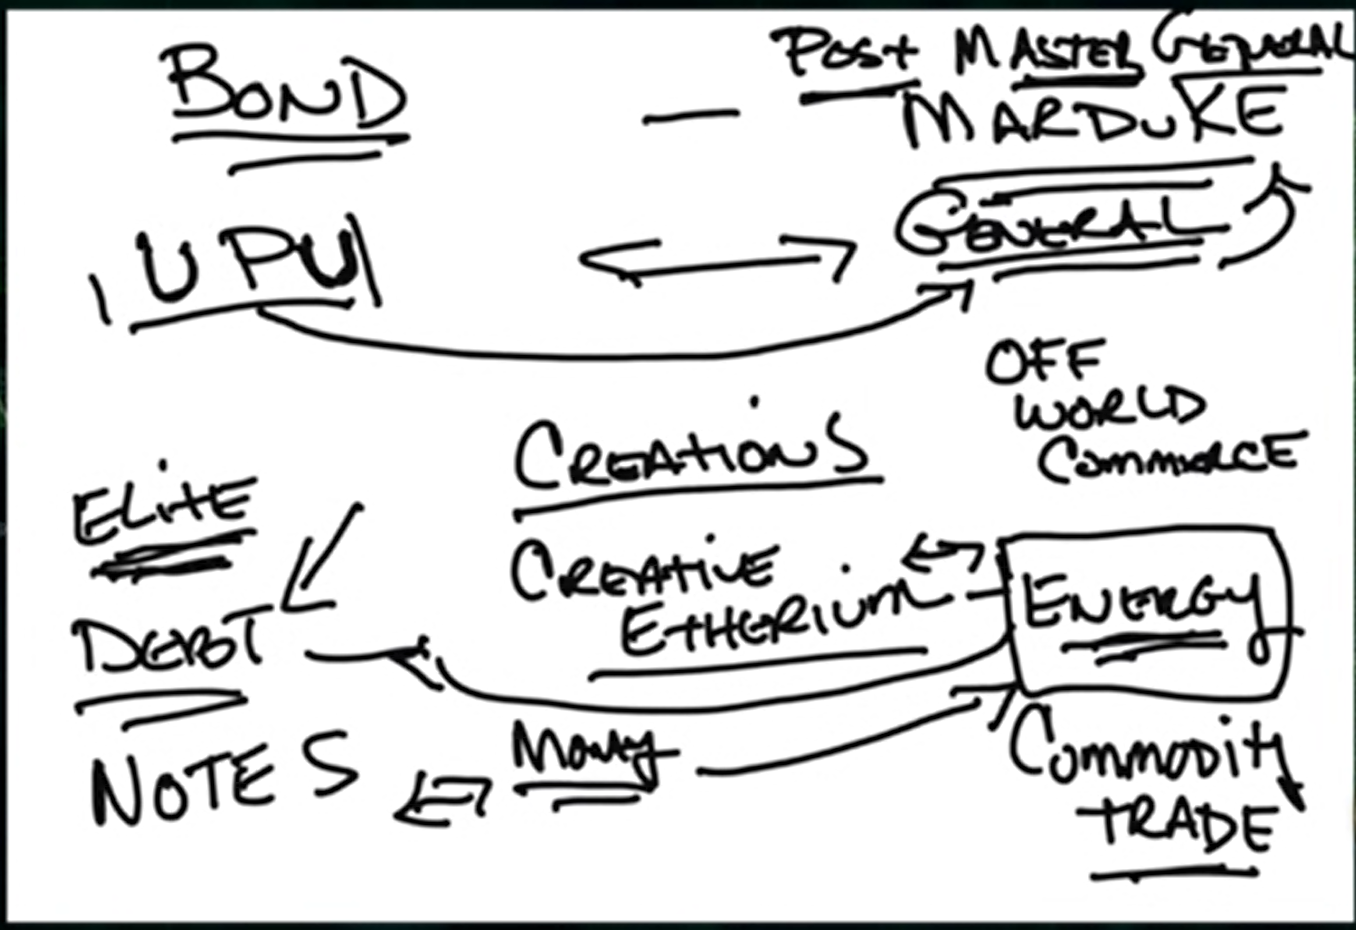 BOND
POST MASTER GENERAL
MARDUKE
GENERAL
UPU
OFF
WORLD
COMMERCE
CREATIONS
ELITE
CREATIVE
ETHERIUM
ENERGY
DEBT
MONEY
NOTES
COMMODITY
TRADE